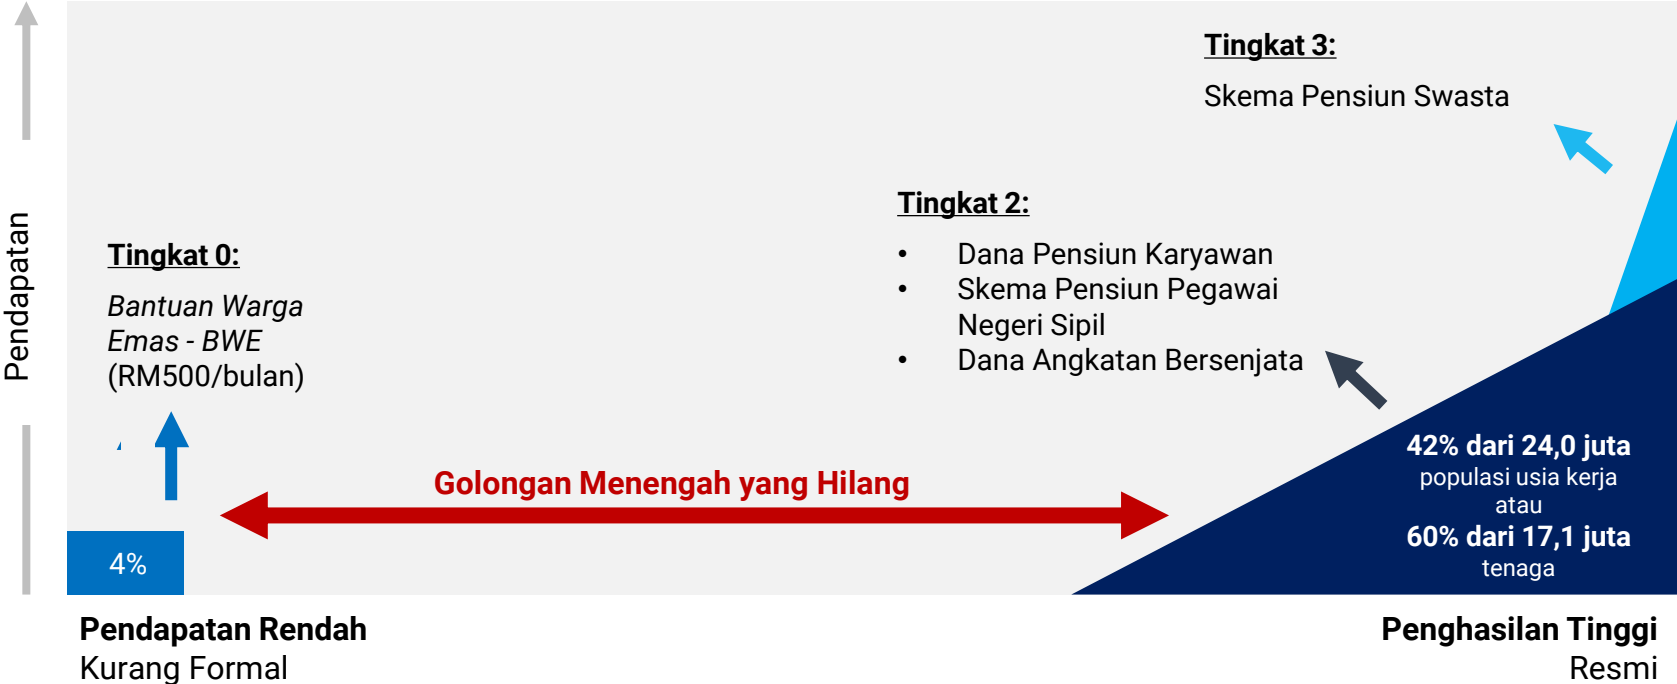 Pendapatan
Tingkat 0:
Bantuan Warga
Emas - BWE
(RM500/bulan)
4%
Golongan Menengah yang Hilang
Tingkat 2:
• Dana Pensiun Karyawan
• Skema Pensiun Pegawai
Negeri Sipil
• Dana Angkatan Bersenjata
Tingkat 3:
Skema Pensiun Swasta
42% dari 24,0 juta
populasi usia kerja
atau
60% dari 17,1 juta
tenaga
Pendapatan Rendah
Kurang Formal
Penghasilan Tinggi
Resmi